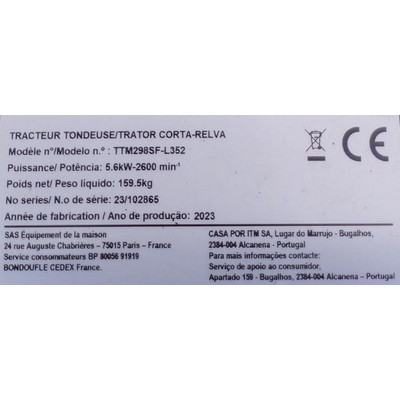 TRACTEUR TONDEUSE/TRATOR CORTA-RELVA
Modèle nº/Modelo n.º : TTM298SF-L352
Puissance/ Potência: 5.6kW-2600 min⁻¹
Poids net/ Peso líquido: 159.5kg
No series/ N.o de série: 23/102865
Année de fabrication / Ano de produção: 2023
CE
SAS Équipement de la maison
24 rue Auguste Chabrières – 75015 Paris – France
Service consommateurs BP 80056 91919
BONDOUFLE CEDEX France.
CASA POR ITM SA, Lugar do Marrujo - Bugalhos,
2384-004 Alcanena - Portugal
Para mais informações contacte:
Serviço de apoio ao consumidor,
Apartado 159 - Bugalhos, 2384-004 Alcanena – Portugal